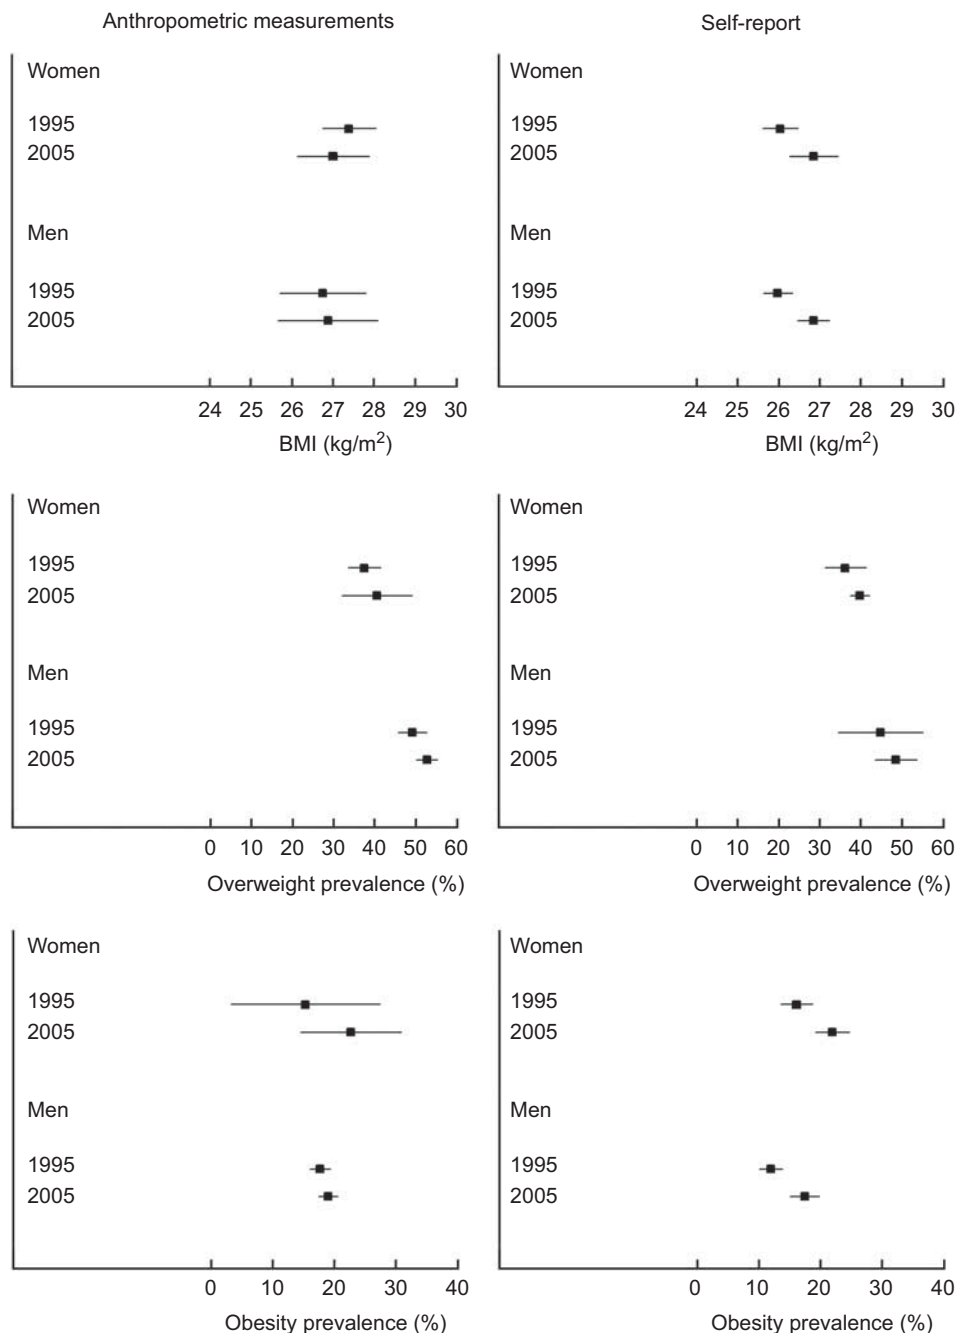 Anthropometric measurements
Self-report
Women
1995
2005
Men
1995
2005
24 25 26 27 28 29 30
BMI (kg/m²)
Women
1995
2005
Men
1995
2005
24 25 26 27 28 29 30
BMI (kg/m²)
Women
1995
2005
Men
1995
2005
0 10 20 30 40 50 60
Overweight prevalence (%)
Women
1995
2005
Men
1995
2005
0 10 20 30 40 50 60
Overweight prevalence (%)
Women
1995
2005
Men
1995
2005
0 10 20 30 40
Obesity prevalence (%)
Women
1995
2005
Men
1995
2005
0 10 20 30 40
Obesity prevalence (%)